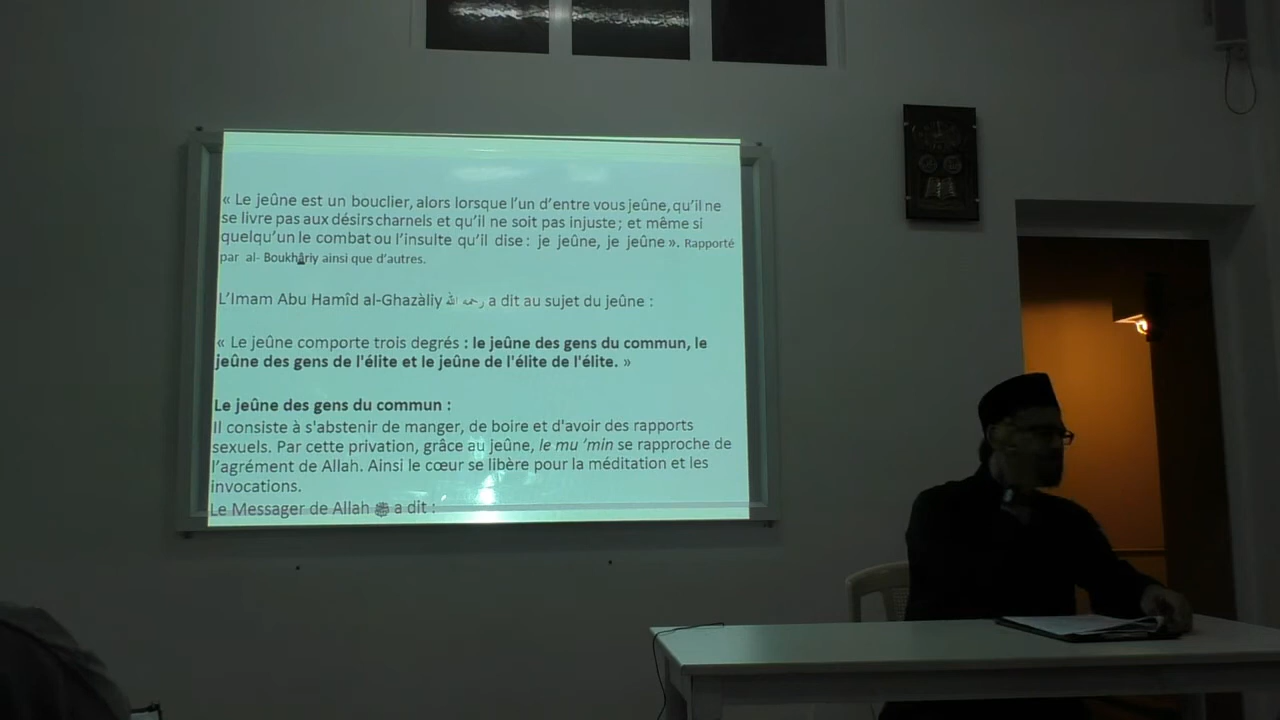 « Le jeûne est un bouclier, alors lorsque l’un d’entre vous jeûne, qu’il ne
se livre pas aux désirs charnels et qu’il ne soit pas injuste ; et même si
quelqu’un le combat ou l’insulte qu’il dise : je jeûne, je jeûne ». Rapporté
par al- Boukhâriy ainsi que d’autres.
L’Imam Abu Hamîd al-Ghazàliy رحمه الله a dit au sujet du jeûne :
« Le jeûne comporte trois degrés : le jeûne des gens du commun, le
jeûne des gens de l'élite et le jeûne de l'élite de l'élite. »
Le jeûne des gens du commun :
Il consiste à s'abstenir de manger, de boire et d'avoir des rapports
sexuels. Par cette privation, grâce au jeûne, le mu ’min se rapproche de
l’agrément de Allah. Ainsi le cœur se libère pour la méditation et les
invocations.
Le Messager de Allah ﷺ a dit :